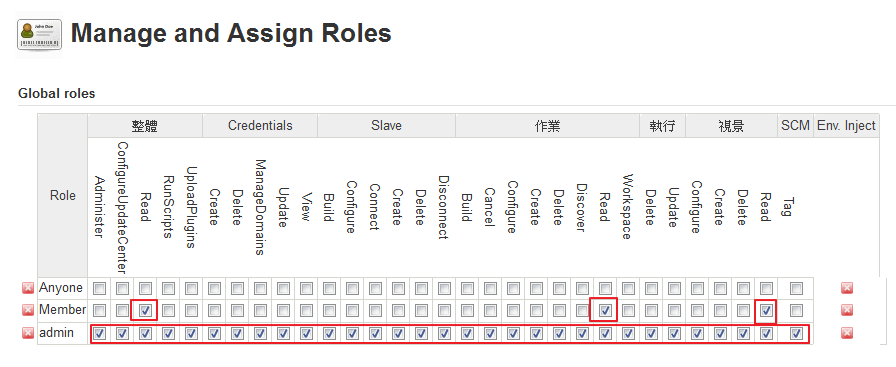 John Doe
Manage and Assign Roles
Global roles
Role 整體 Credentials Slave 作業 執行 視景 SCM Env. Inject
Administer ConfigureUpdateCenter Read RunScripts UploadPlugins Create Delete ManageDomains Update View Build Configure Connect Create Delete Disconnect Build Cancel Configure Create Delete Discover Read Workspace Delete Update Configure Create Delete Read Tag
Anyone
Member
admin